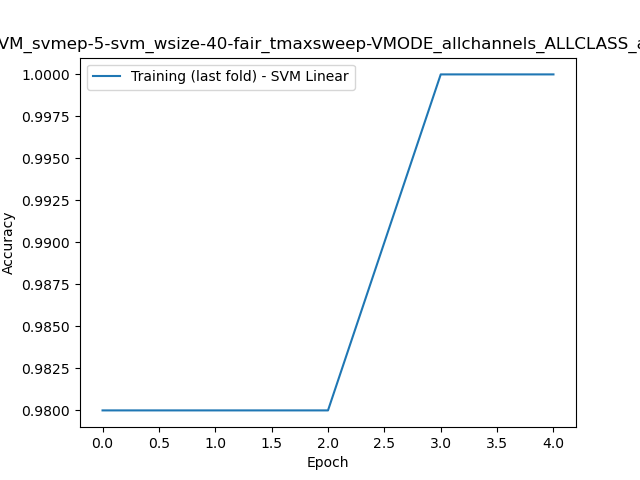 VM_svmep-5-svm_wsize-40-fair_tmaxsweep-VMODE_allchannels_ALLCLASS_a
Training (last fold) - SVM Linear
1.0000
0.9975
0.9950
0.9925
0.9900
0.9875
0.9850
0.9825
0.9800
Accuracy
0.0 0.5 1.0 1.5 2.0 2.5 3.0 3.5 4.0
Epoch